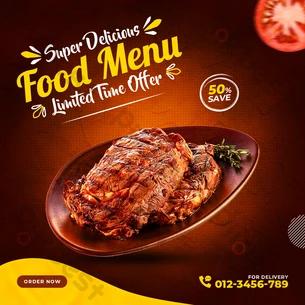 Super Delicious
Food Menu
Limited Time Offer
50%
SAVE
ORDER NOW
FOR DELIVERY
012-3456-789